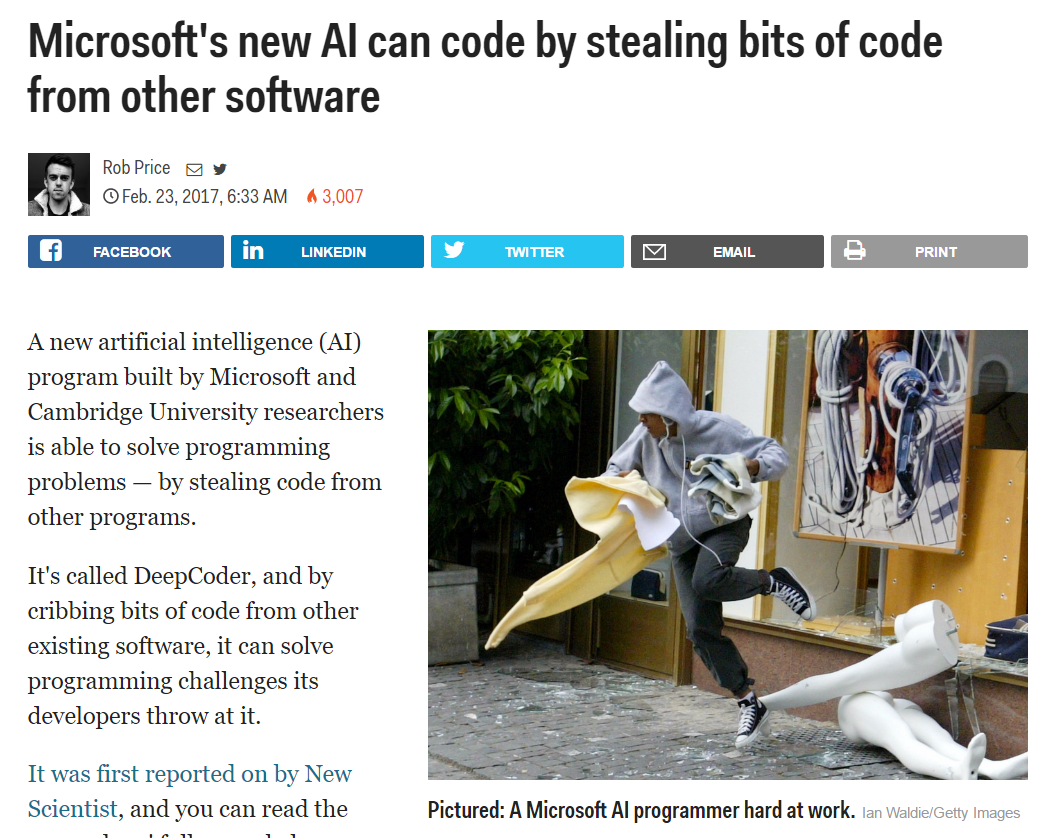 Microsoft's new AI can code by stealing bits of code
from other software
Rob Price
Feb. 23, 2017, 6:33 AM 3,007
FACEBOOK LINKEDIN TWITTER EMAIL PRINT
A new artificial intelligence (AI)
program built by Microsoft and
Cambridge University researchers
is able to solve programming
problems — by stealing code from
other programs.
It's called DeepCoder, and by
cribbing bits of code from other
existing software, it can solve
programming challenges its
developers throw at it.
It was first reported on by New
Scientist, and you can read the
Pictured: A Microsoft AI programmer hard at work. Ian Waldie/Getty Images